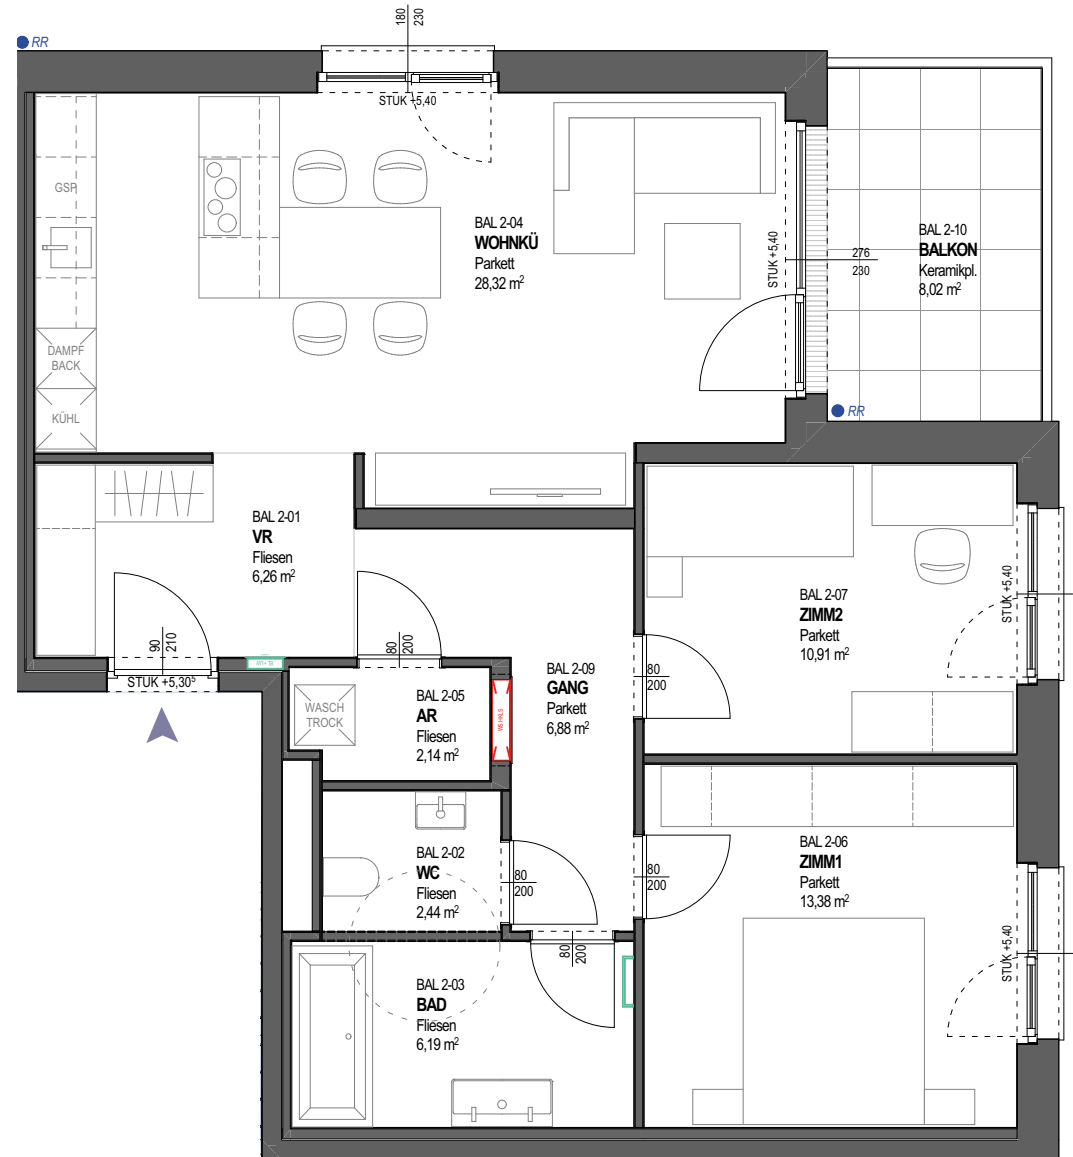 180
230
RR
STUK +5,40
GSP
BAL 2-04
WOHNKÜ
Parkett
28,32 m²
STUK +5,40
276
230
BAL 2-10
BALKON
Keramikpl.
8,02 m²
DAMPF
BACK
KÜHL
RR
BAL 2-01
VR
Fliesen
6,26 m²
90
210
STUK +5,30⁵
80
200
BAL 2-07
ZIMM2
Parkett
10,91 m²
STUK +5,40
BAL 2-09
GANG
Parkett
6,88 m²
80
200
WASCH
TROCK
BAL 2-05
AR
Fliesen
2,14 m²
BAL 2-02
WC
Fliesen
2,44 m²
80
200
80
200
BAL 2-06
ZIMM1
Parkett
13,38 m²
STUK +5,40
80
200
BAL 2-03
BAD
Fliesen
6,19 m²